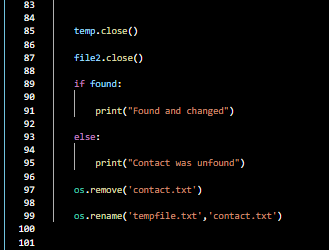 83
84
85 temp.close()
86
87 file2.close()
88
89 if found:
90
91 print("Found and changed")
92
93 else:
94
95 print("Contact was unfound")
96
97 os.remove('contact.txt')
98
99 os.rename('tempfile.txt','contact.txt')
100
101